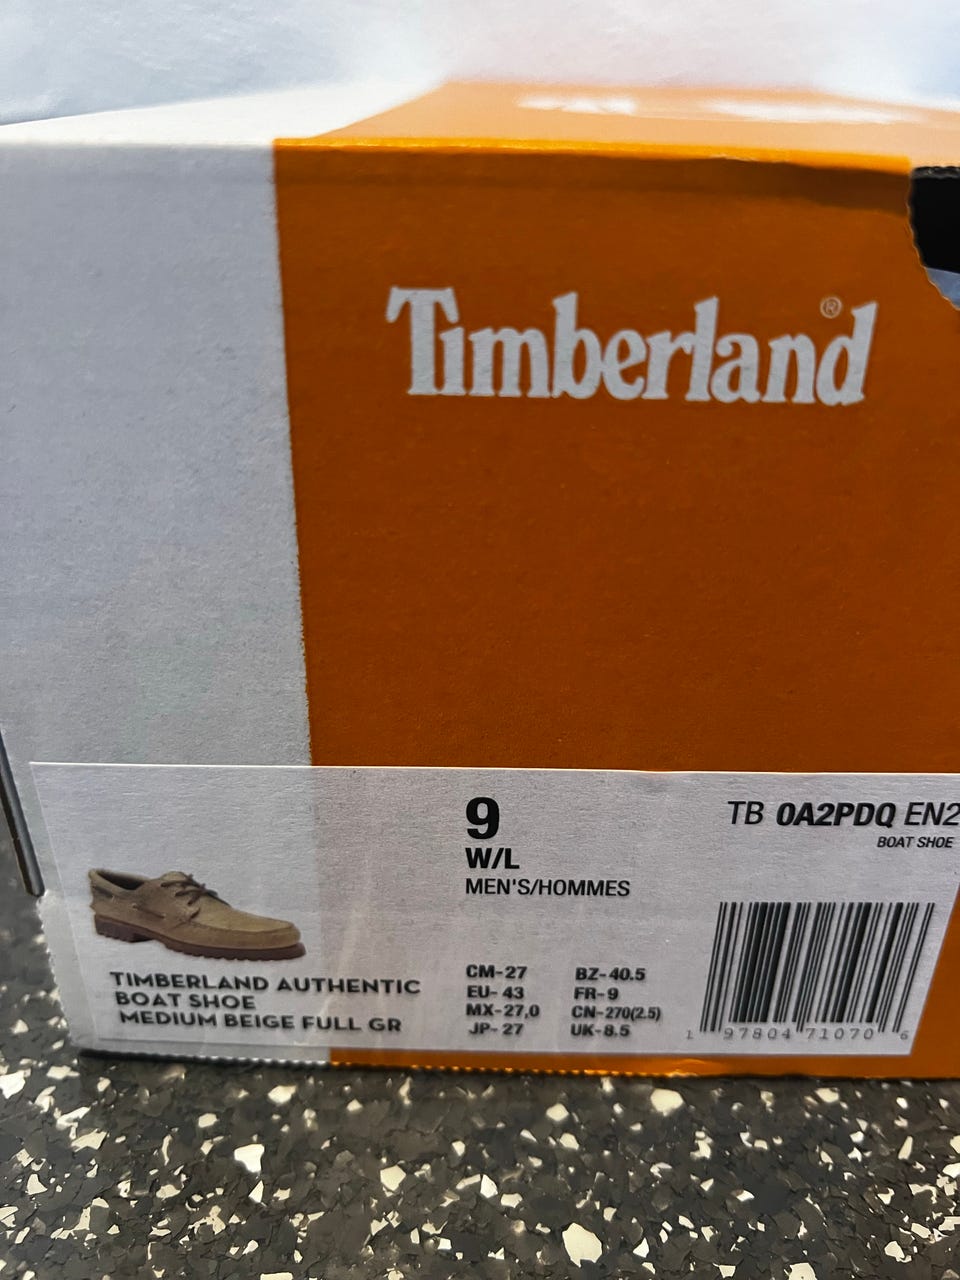 Timberland®
9
W/L
MEN'S/HOMMES
TB 0A2PDQ EN2
BOAT SHOE
TIMBERLAND AUTHENTIC
BOAT SHOE
MEDIUM BEIGE FULL GR
CM-27 BZ-40.5
EU-43 FR-9
MX-27,0 CN-270(2.5)
JP-27 UK-8.5
1 97804 71070 6